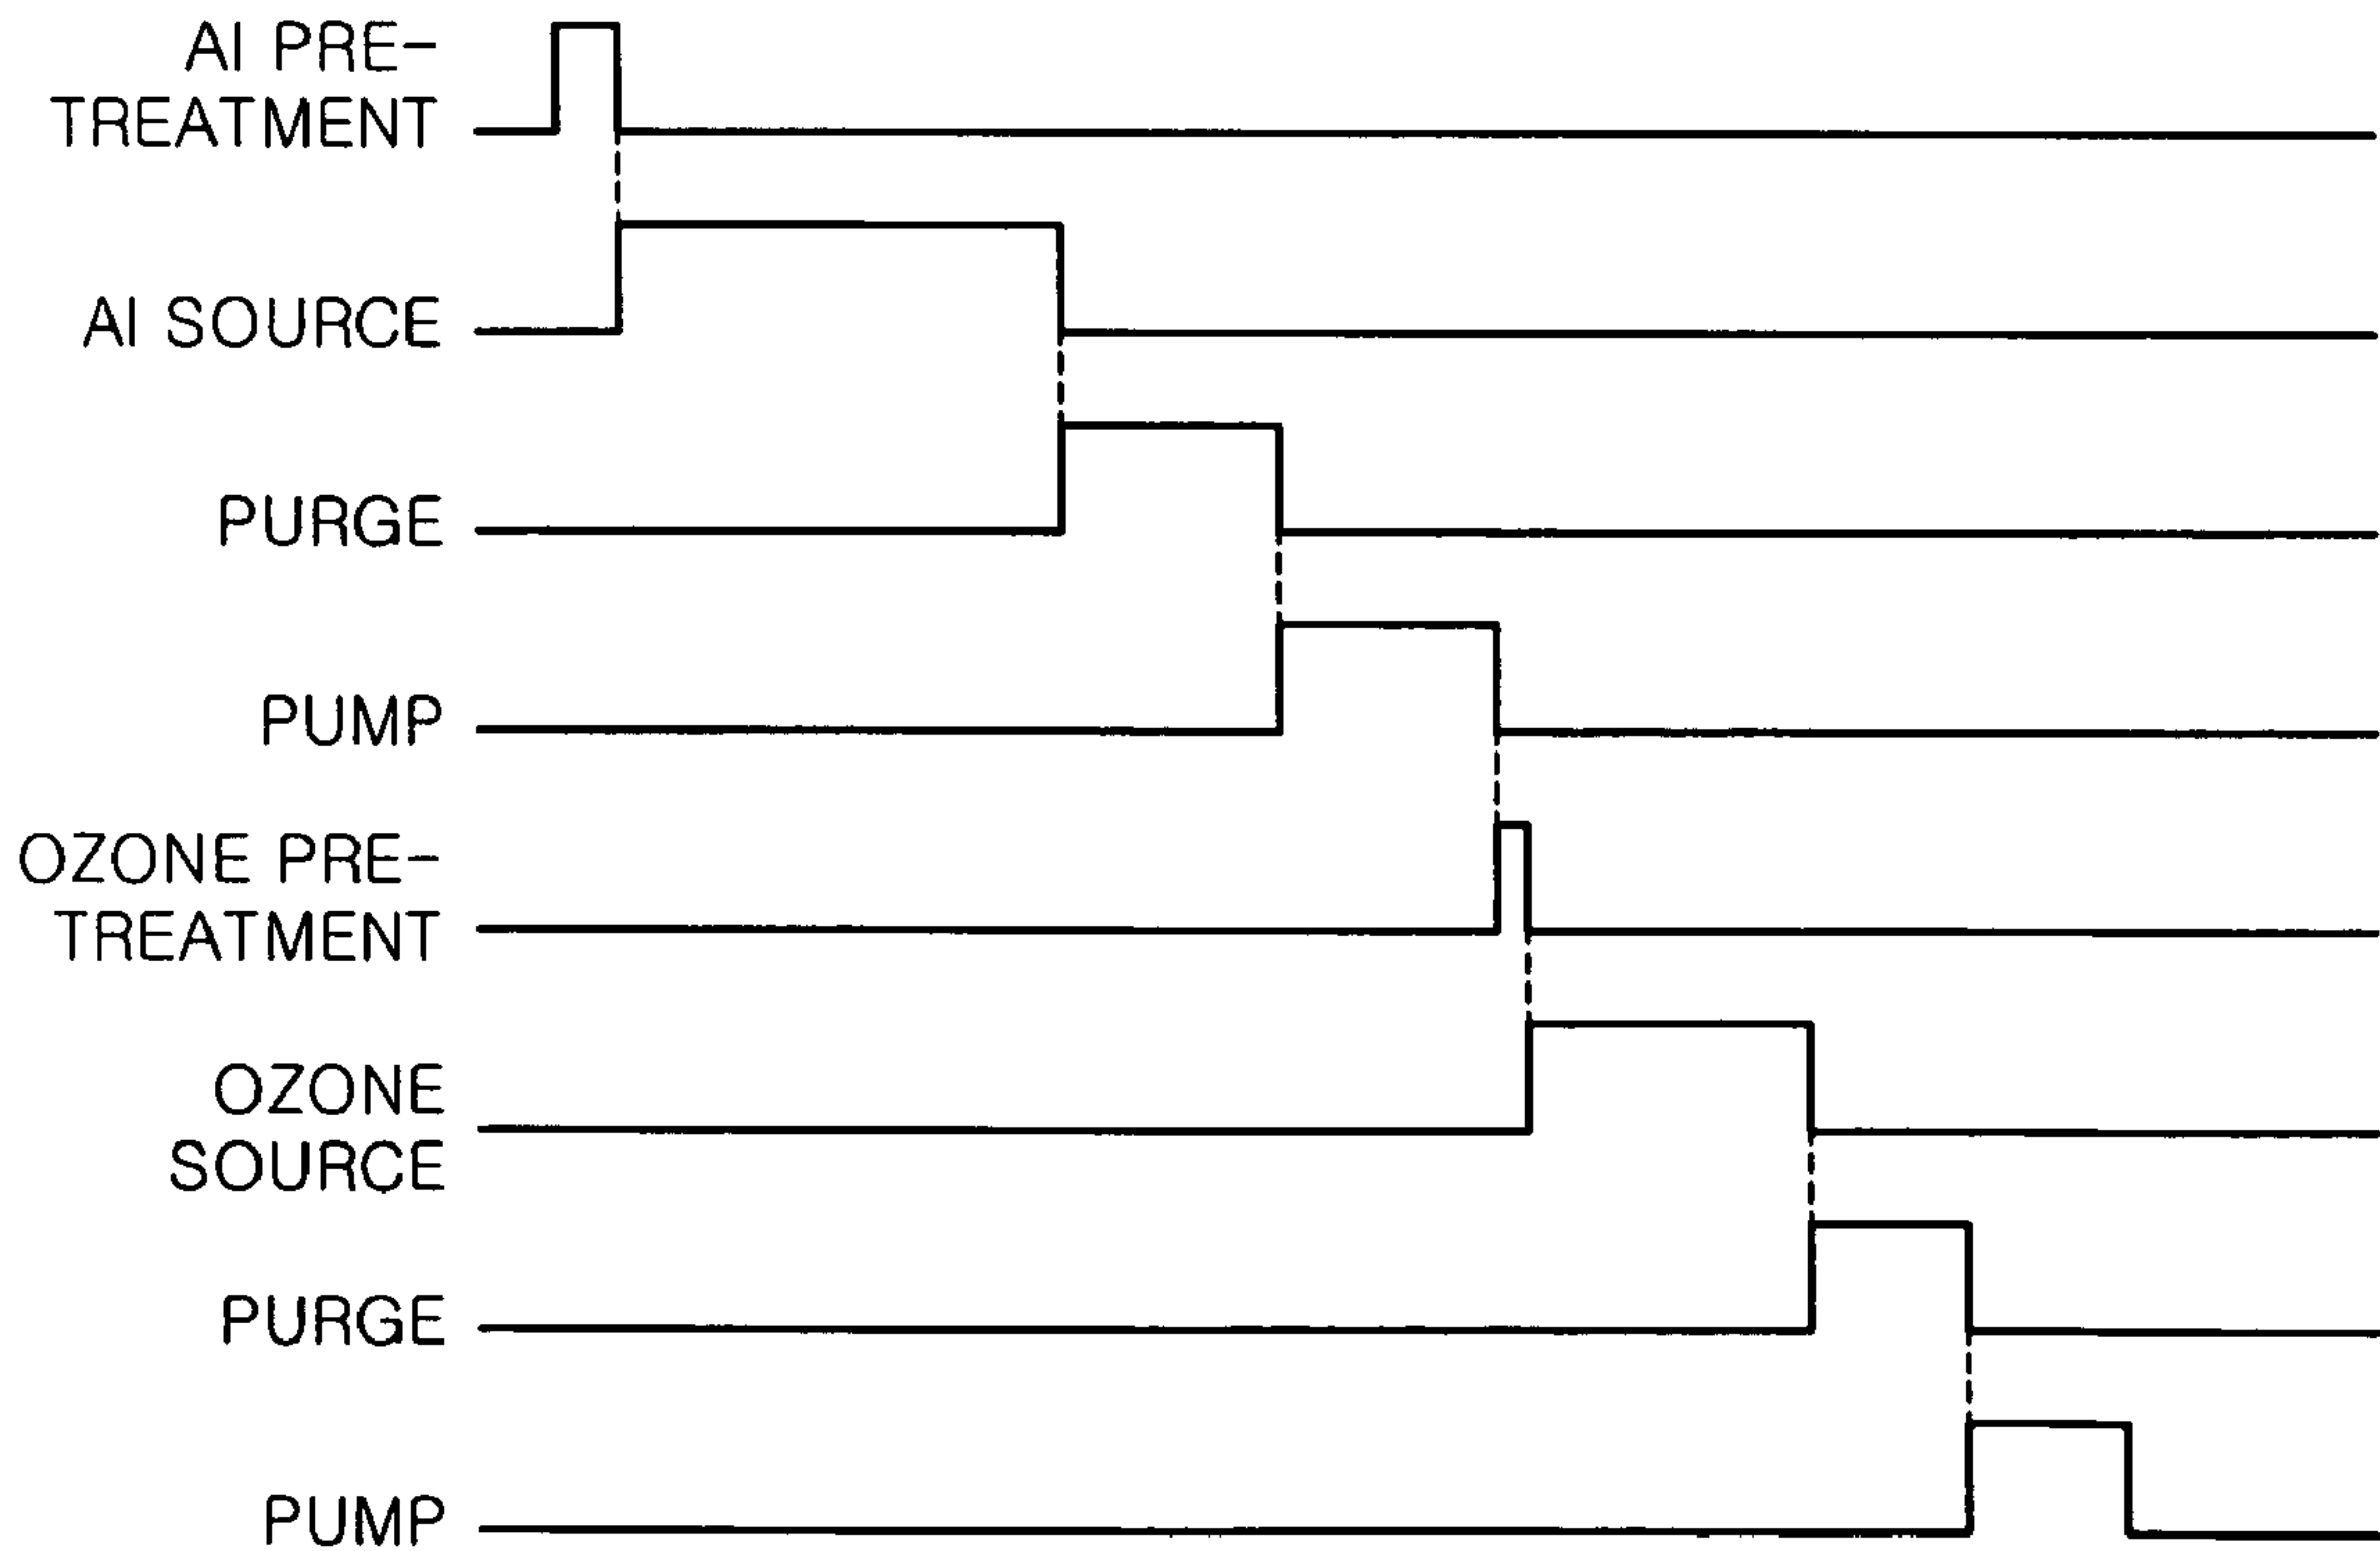 Al PRE-
TREATMENT
Al SOURCE
PURGE
PUMP
OZONE PRE-
TREATMENT
OZONE
SOURCE
PURGE
PUMP